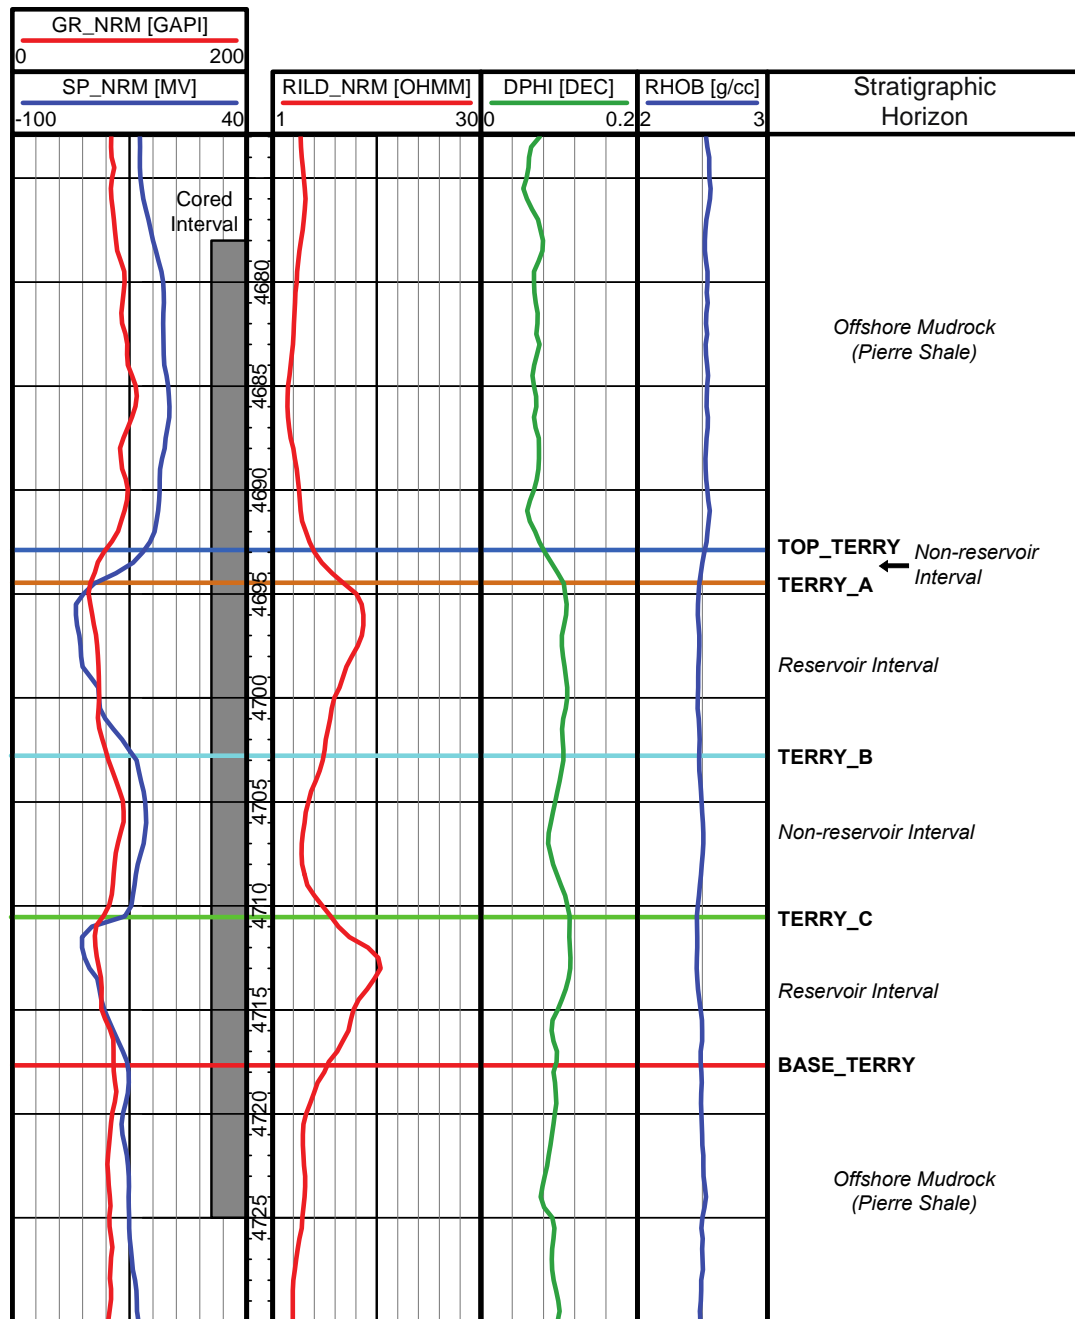 GR_NRM [GAPI]
0 200
SP_NRM [MV]
-100 40
RILD_NRM [OHMM]
1 30
DPHI [DEC]
0 0.2
RHOB [g/cc]
2 3
Stratigraphic
Horizon
Cored
Interval
4680
4685
4690
4695
4700
4705
4710
4715
4720
4725
Offshore Mudrock
(Pierre Shale)
TOP_TERRY
Non-reservoir
Interval
TERRY_A
Reservoir Interval
TERRY_B
Non-reservoir Interval
TERRY_C
Reservoir Interval
BASE_TERRY
Offshore Mudrock
(Pierre Shale)